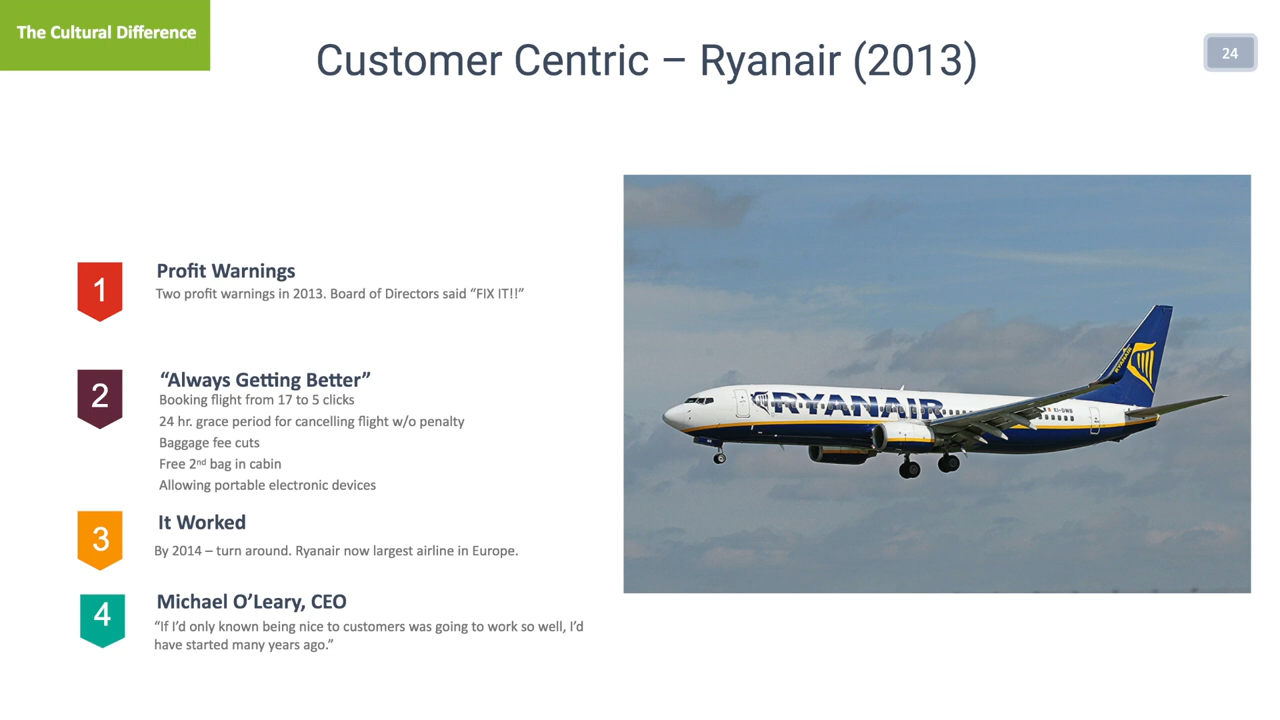 The Cultural Difference
Customer Centric – Ryanair (2013)
24
1
Profit Warnings
Two profit warnings in 2013. Board of Directors said “FIX IT!!”
2
“Always Getting Better”
Booking flight from 17 to 5 clicks
24 hr. grace period for cancelling flight w/o penalty
Baggage fee cuts
Free 2nd bag in cabin
Allowing portable electronic devices
3
It Worked
By 2014 – turn around. Ryanair now largest airline in Europe.
4
Michael O’Leary, CEO
“If I’d only known being nice to customers was going to work so well, I’d
have started many years ago.”
RYANAIR
RYANAIR